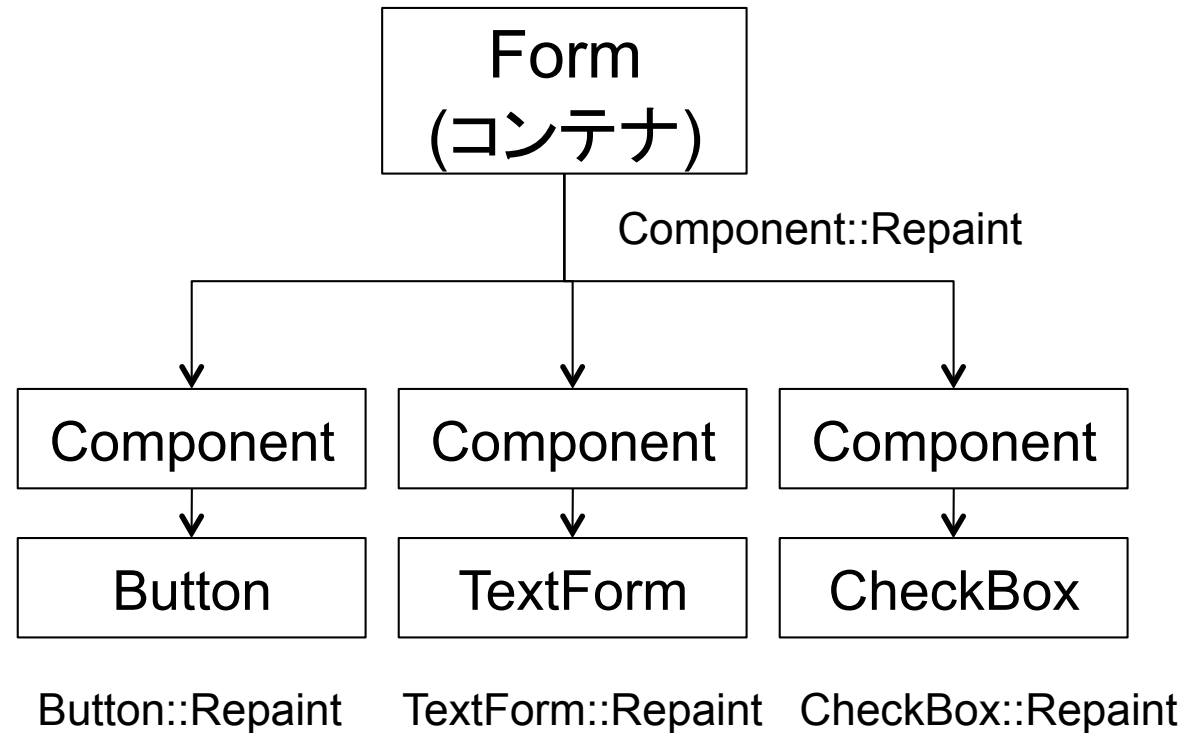 Form
(コンテナ)
Component::Repaint
Component
Component
Component
Button
TextForm
CheckBox
Button::Repaint
TextForm::Repaint
CheckBox::Repaint